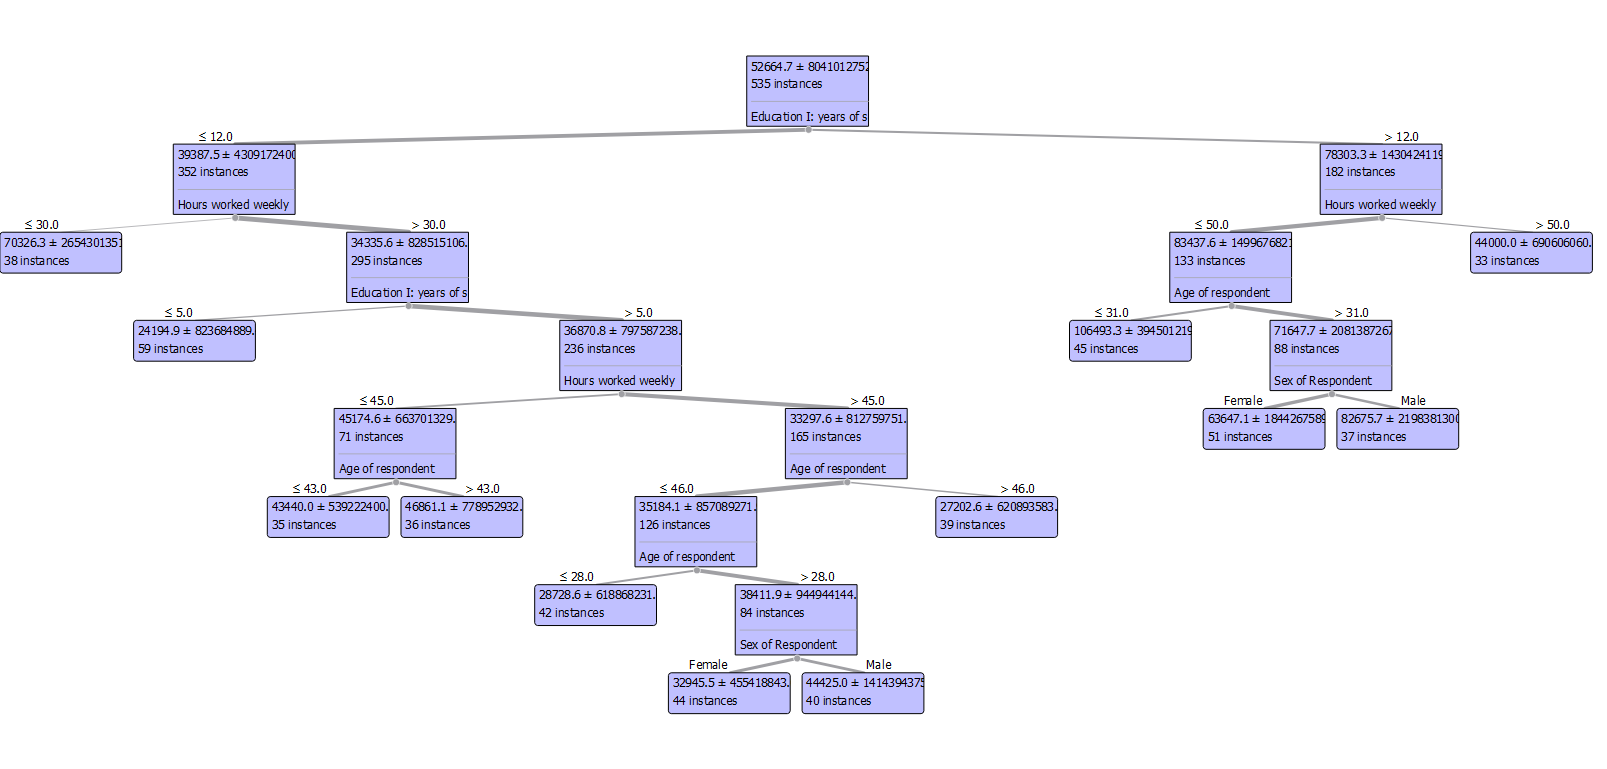 52664.7 ± 8041012752
535 instances
Education I: years of s
≤ 12.0
> 12.0
39387.5 ± 4309172400
352 instances
Hours worked weekly
78303.3 ± 1430424119
182 instances
Hours worked weekly
≤ 30.0
> 30.0
≤ 50.0
> 50.0
70326.3 ± 2654301351
38 instances
34335.6 ± 828515106.
295 instances
Education I: years of s
83437.6 ± 1499676821
133 instances
Age of respondent
44000.0 ± 690606060.
33 instances
≤ 5.0
> 5.0
≤ 31.0
> 31.0
24194.9 ± 823684889.
59 instances
36870.8 ± 797587238.
236 instances
Hours worked weekly
106493.3 ± 394501219
45 instances
71647.7 ± 2081387267
88 instances
Sex of Respondent
≤ 45.0
> 45.0
Female
Male
45174.6 ± 663701329.
71 instances
Age of respondent
33297.6 ± 812759751.
165 instances
Age of respondent
63647.1 ± 1844267589
51 instances
82675.7 ± 2198381300
37 instances
≤ 43.0
> 43.0
≤ 46.0
> 46.0
43440.0 ± 539222400.
35 instances
46861.1 ± 778952932.
36 instances
35184.1 ± 857089271.
126 instances
Age of respondent
27202.6 ± 620893583.
39 instances
≤ 28.0
> 28.0
28728.6 ± 618868231.
42 instances
38411.9 ± 944944144.
84 instances
Sex of Respondent
Female
Male
32945.5 ± 455418843.
44 instances
44425.0 ± 1414394375
40 instances